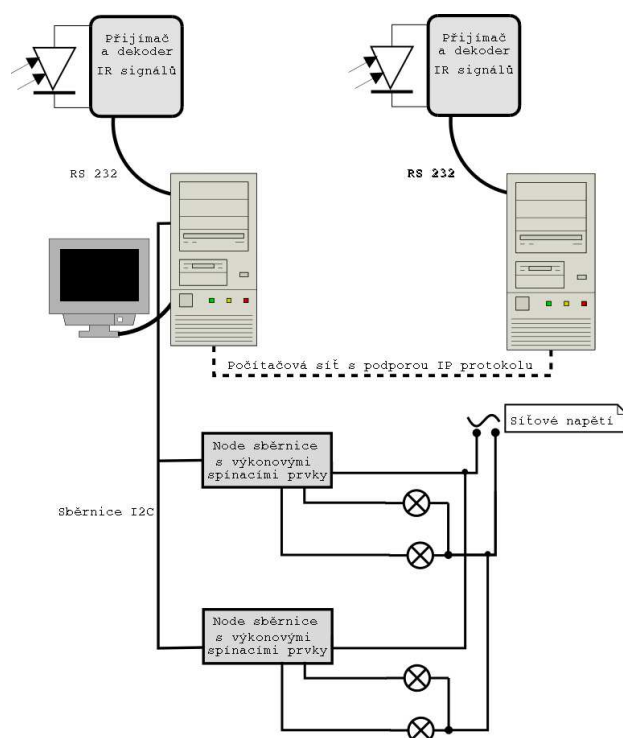 Přijímač
a dekoder
IR signálů
Přijímač
a dekoder
IR signálů
RS 232
RS 232
Počítačová síť s podporou IP protokolu
Síťové napětí
Node sběrnice
s výkonovými
spínacími prvky
Sběrnice I2C
Node sběrnice
s výkonovými
spínacími prvky